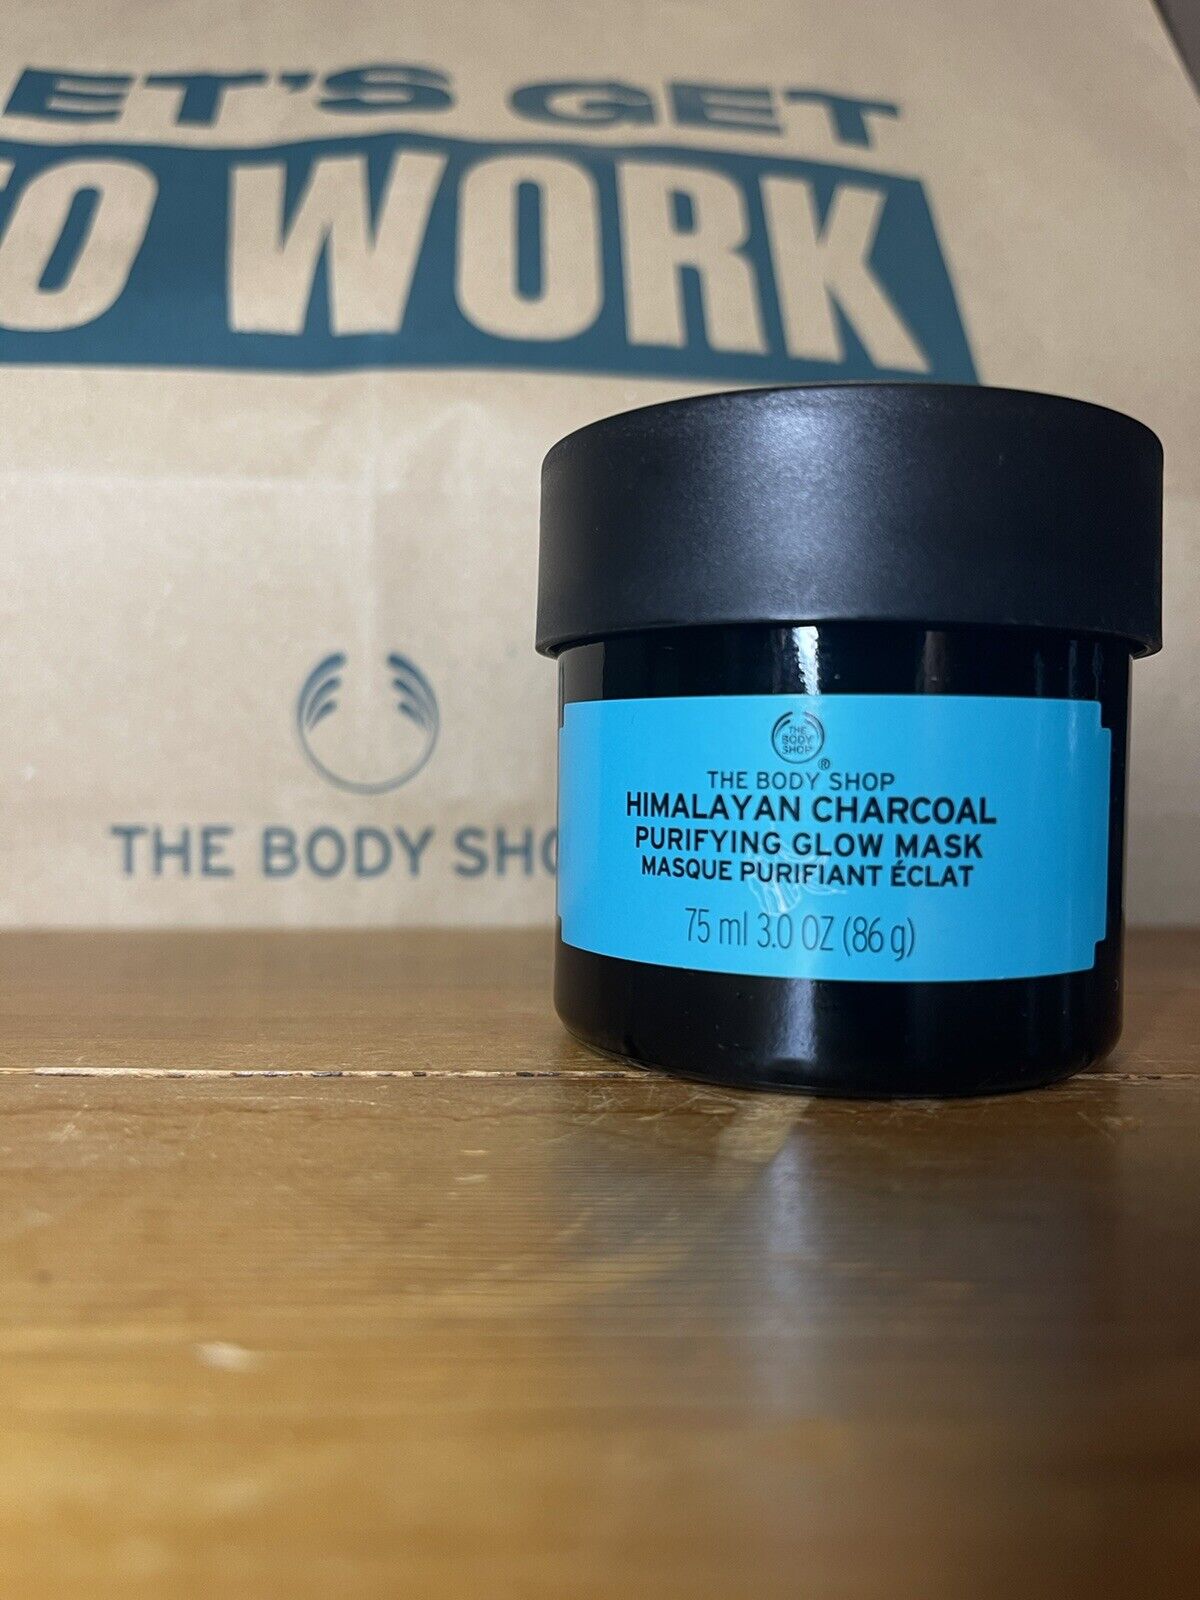 ET'S GET
TO WORK
THE BODY SHO
THE
BODY
SHOP
®
THE BODY SHOP
HIMALAYAN CHARCOAL
PURIFYING GLOW MASK
MASQUE PURIFIANT ÉCLAT
75 ml 3.0 OZ (86 g)